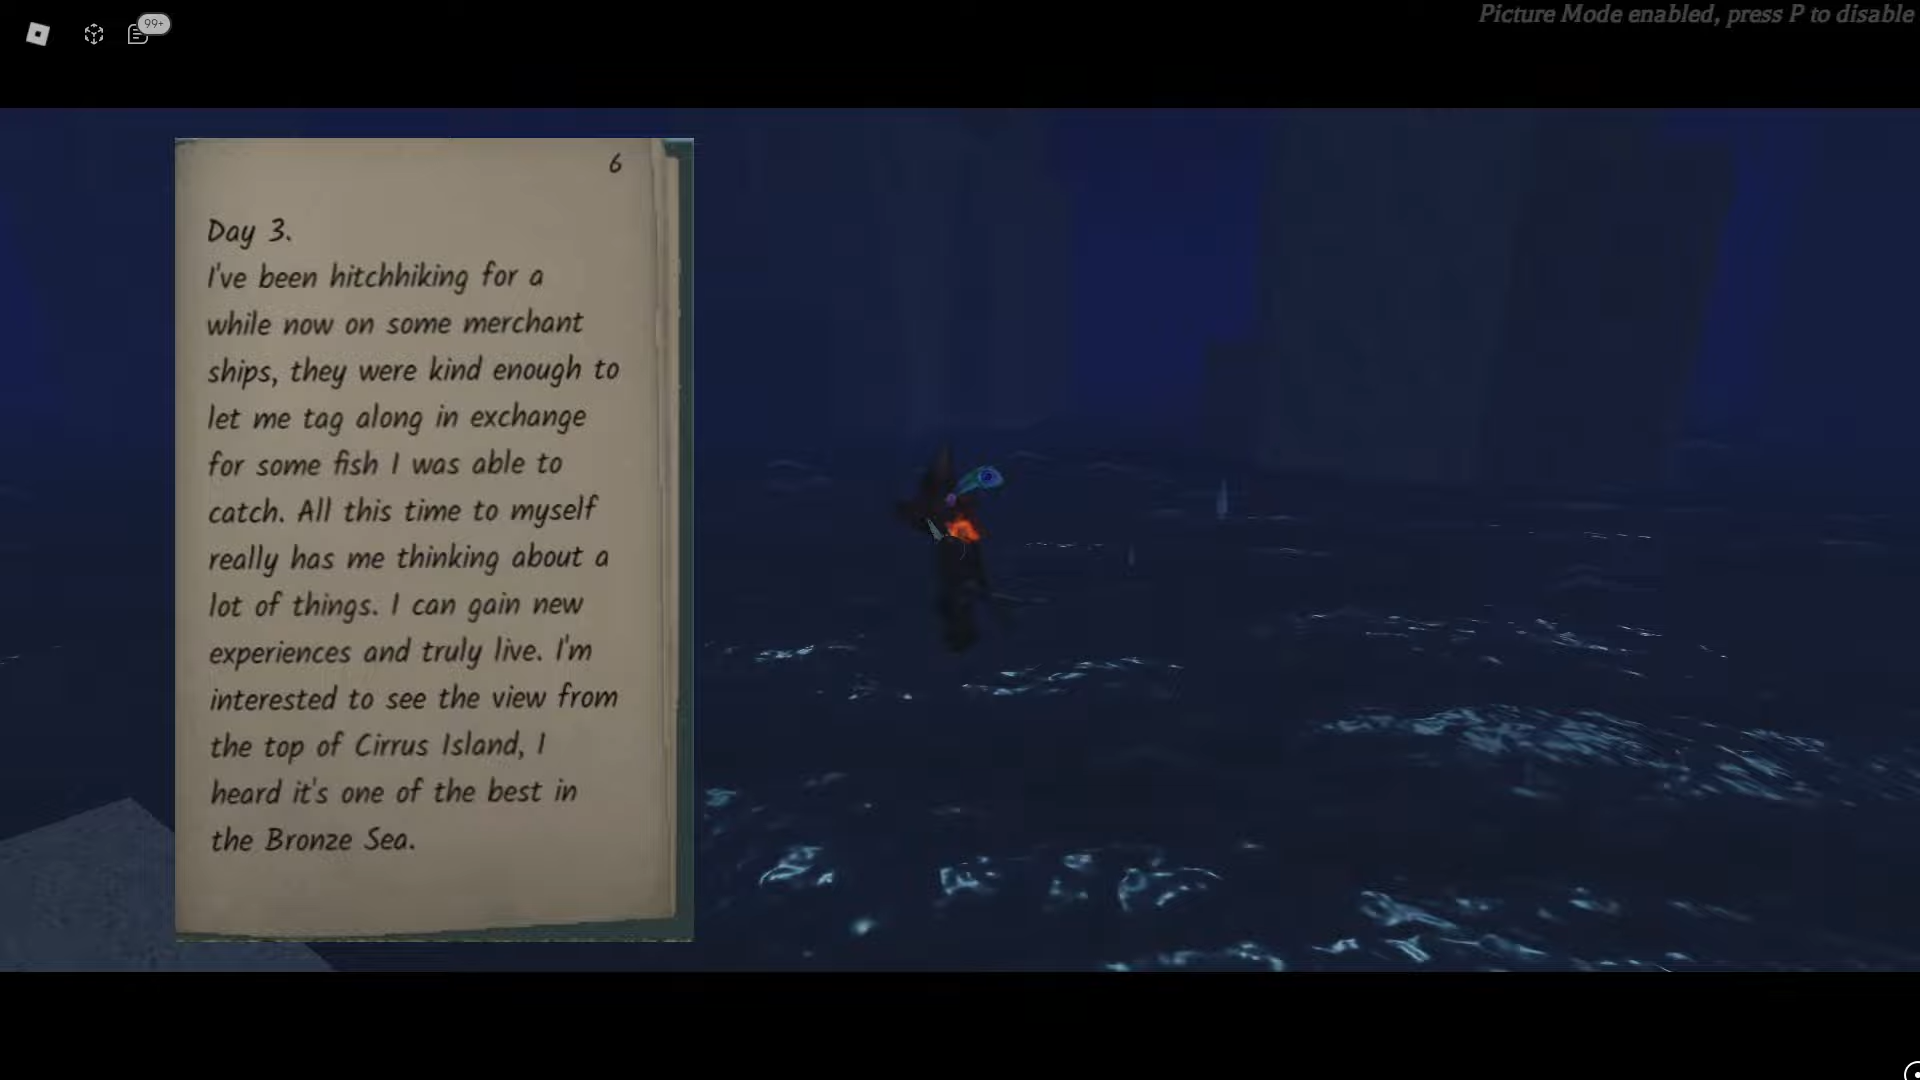 99+
Picture Mode enabled, press P to disable
6
Day 3.
I've been hitchhiking for a
while now on some merchant
ships, they were kind enough to
let me tag along in exchange
for some fish I was able to
catch. All this time to myself
really has me thinking about a
lot of things. I can gain new
experiences and truly live. I'm
interested to see the view from
the top of Cirrus Island, I
heard it's one of the best in
the Bronze Sea.